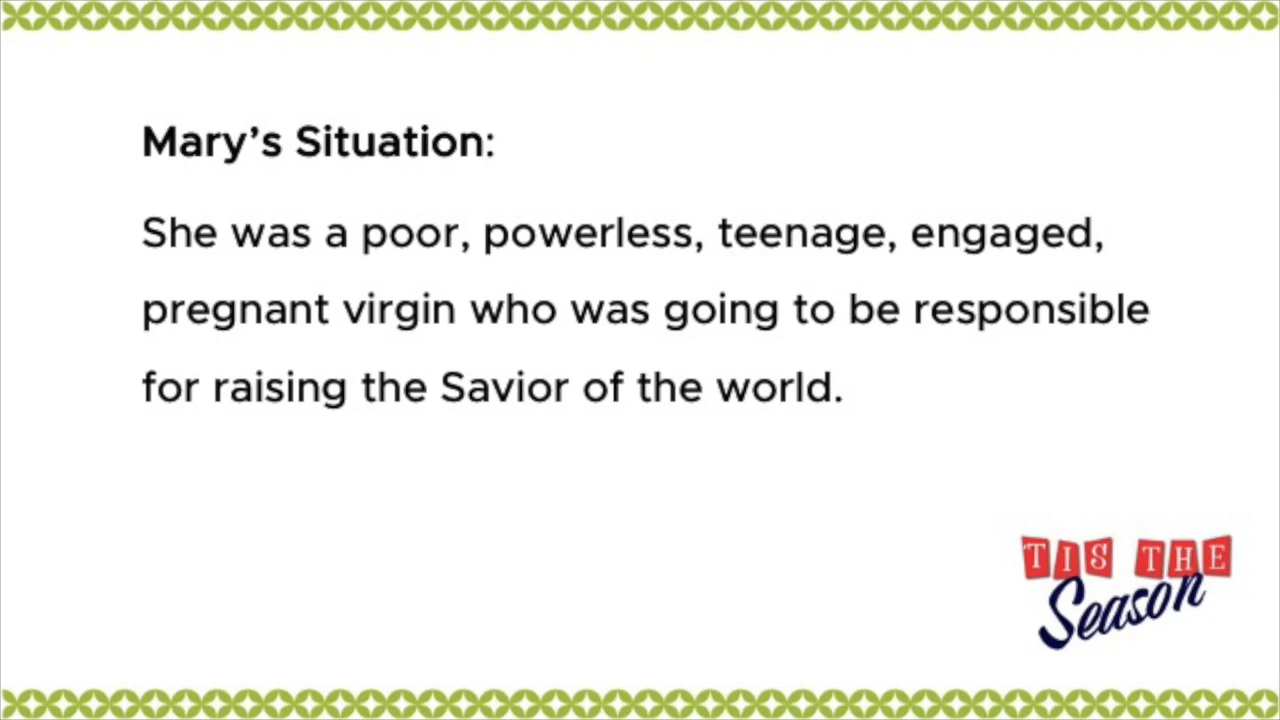 Mary’s Situation:
She was a poor, powerless, teenage, engaged,
pregnant virgin who was going to be responsible
for raising the Savior of the world.
TIS THE
Season